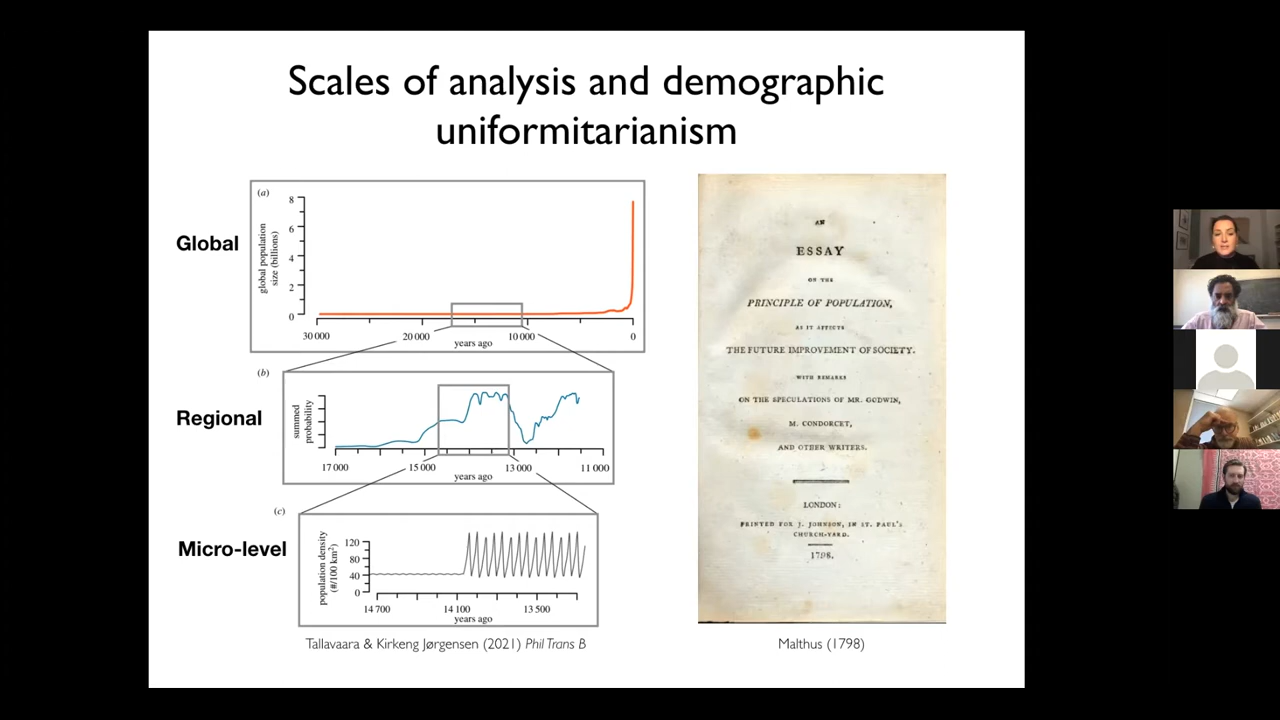 Scales of analysis and demographic
uniformitarianism
Global
(a)
global population
size (billions)
8
6
4
2
0
30 000
20 000
10 000
0
years ago
Regional
(b)
summed
probability
17 000
15 000
13 000
11 000
years ago
Micro-level
(c)
population density
(#/100 km²)
120
80
40
0
14 700
14 100
13 500
years ago
Tallavaara & Kirkeng Jørgensen (2021) Phil Trans B
AN
ESSAY
ON THE
PRINCIPLE OF POPULATION,
AS IT AFFECTS
THE FUTURE IMPROVEMENT OF SOCIETY.
WITH REMARKS
ON THE SPECULATIONS OF MR. GODWIN,
M. CONDORCET,
AND OTHER WRITERS.
LONDON:
PRINTED FOR J. JOHNSON, IN ST. PAUL'S
CHURCH-YARD.
1798.
Malthus (1798)